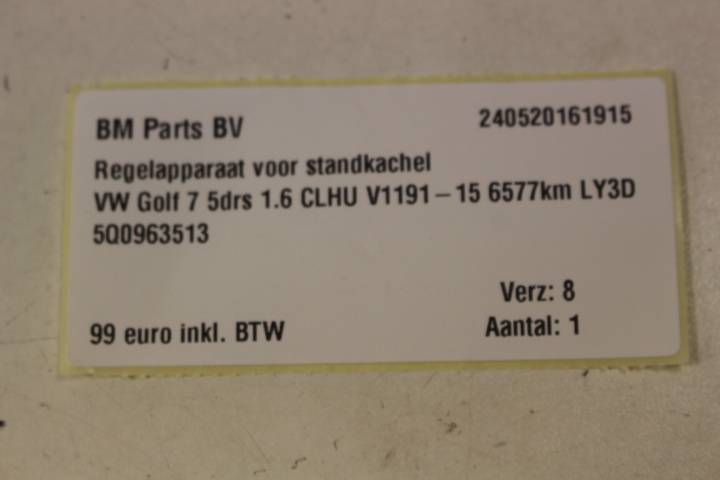 BM Parts BV 240520161915
Regelapparaat voor standkachel
VW Golf 7 5drs 1.6 CLHU V1191-15 6577km LY3D
5Q0963513
Verz: 8
99 euro inkl. BTW Aantal: 1